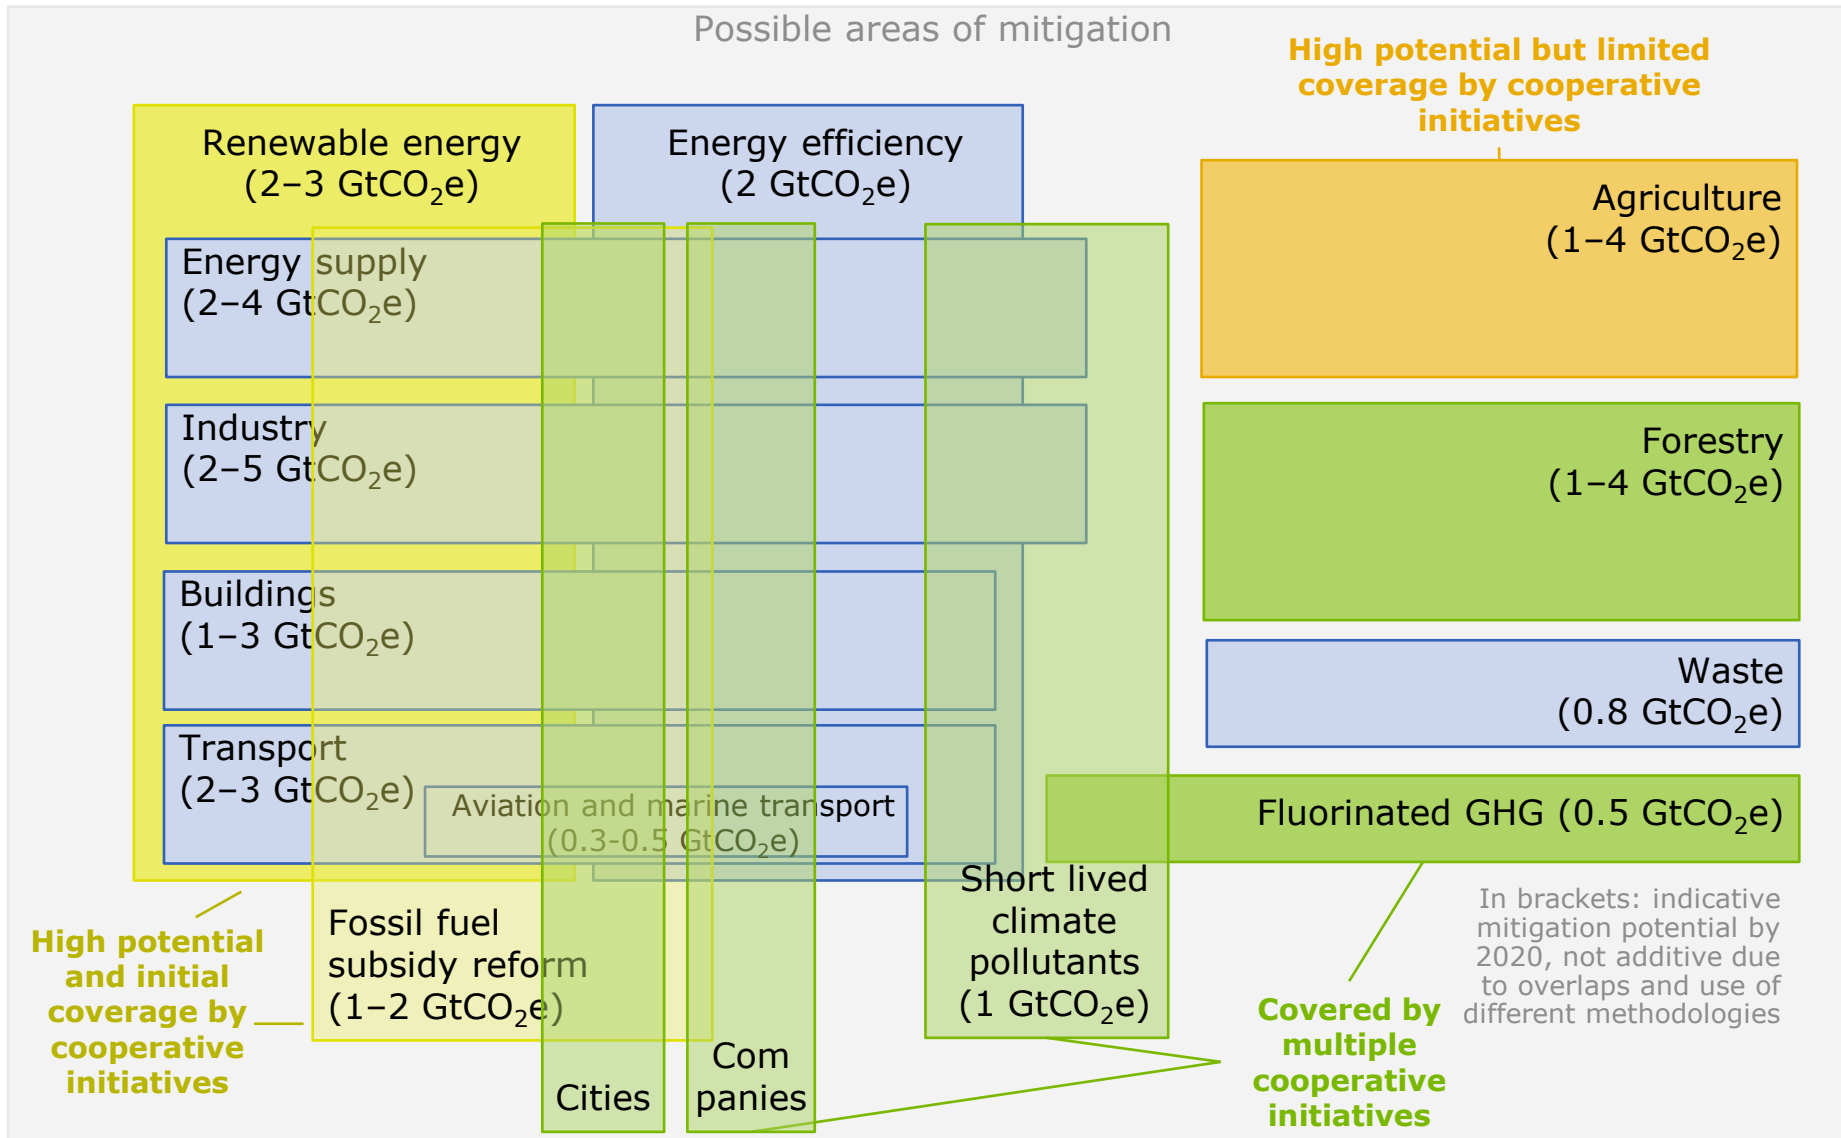 Possible areas of mitigation
High potential but limited
coverage by cooperative
initiatives
Renewable energy
(2–3 GtCO₂e)
Energy efficiency
(2 GtCO₂e)
Agriculture
(1–4 GtCO₂e)
Energy supply
(2–4 GtCO₂e)
Industry
(2–5 GtCO₂e)
Forestry
(1–4 GtCO₂e)
Buildings
(1–3 GtCO₂e)
Waste
(0.8 GtCO₂e)
Transport
(2–3 GtCO₂e)
Aviation and marine transport
(0.3-0.5 GtCO₂e)
Fluorinated GHG (0.5 GtCO₂e)
Short lived
climate
pollutants
(1 GtCO₂e)
In brackets: indicative
mitigation potential by
2020, not additive due
to overlaps and use of
different methodologies
High potential
and initial
coverage by
cooperative
initiatives
Fossil fuel
subsidy reform
(1–2 GtCO₂e)
Cities
Com
panies
Covered by
multiple
cooperative
initiatives